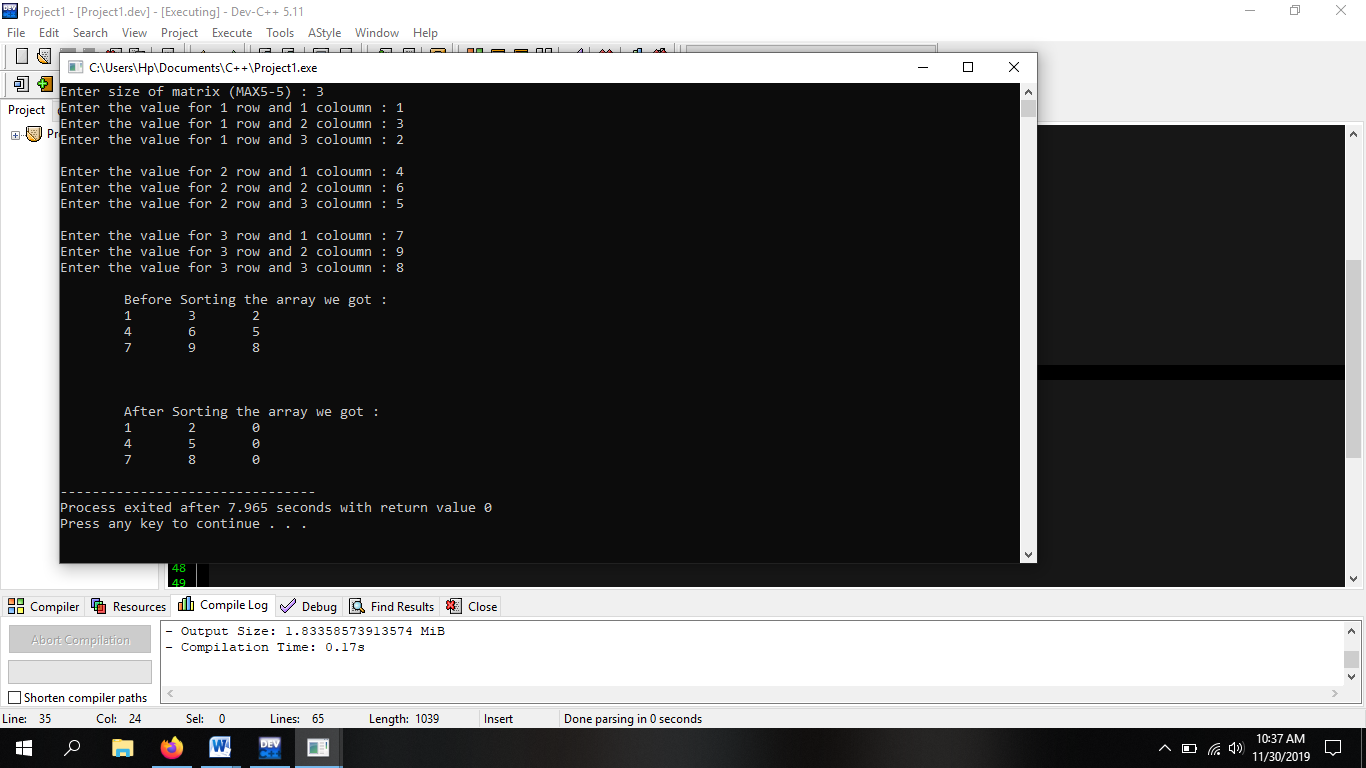 Project1 - [Project1.dev] - [Executing] - Dev-C++ 5.11
File Edit Search View Project Execute Tools AStyle Window Help
C:\Users\Hp\Documents\C++\Project1.exe
Project
Enter size of matrix (MAX5-5) : 3
Enter the value for 1 row and 1 coloumn : 1
Enter the value for 1 row and 2 coloumn : 3
Enter the value for 1 row and 3 coloumn : 2
Enter the value for 2 row and 1 coloumn : 4
Enter the value for 2 row and 2 coloumn : 6
Enter the value for 2 row and 3 coloumn : 5
Enter the value for 3 row and 1 coloumn : 7
Enter the value for 3 row and 2 coloumn : 9
Enter the value for 3 row and 3 coloumn : 8
Before Sorting the array we got :
1 3 2
4 6 5
7 9 8
After Sorting the array we got :
1 2 0
4 5 0
7 8 0
--------------------------------
Process exited after 7.965 seconds with return value 0
Press any key to continue . . .
48
49
Compiler Resources Compile Log Debug Find Results Close
Abort Compilation
- Output Size: 1.83358573913574 MiB
- Compilation Time: 0.17s
Shorten compiler paths
Line: 35 Col: 24 Sel: 0 Lines: 65 Length: 1039 Insert Done parsing in 0 seconds
10:37 AM
11/30/2019